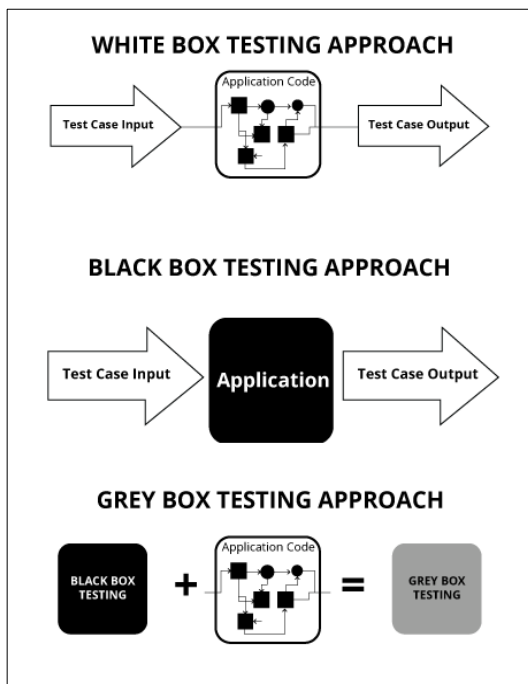 WHITE BOX TESTING APPROACH
Application Code
Test Case Input
Test Case Output
BLACK BOX TESTING APPROACH
Test Case Input
Application
Test Case Output
GREY BOX TESTING APPROACH
Application Code
BLACK BOX
TESTING
+
=
GREY BOX
TESTING